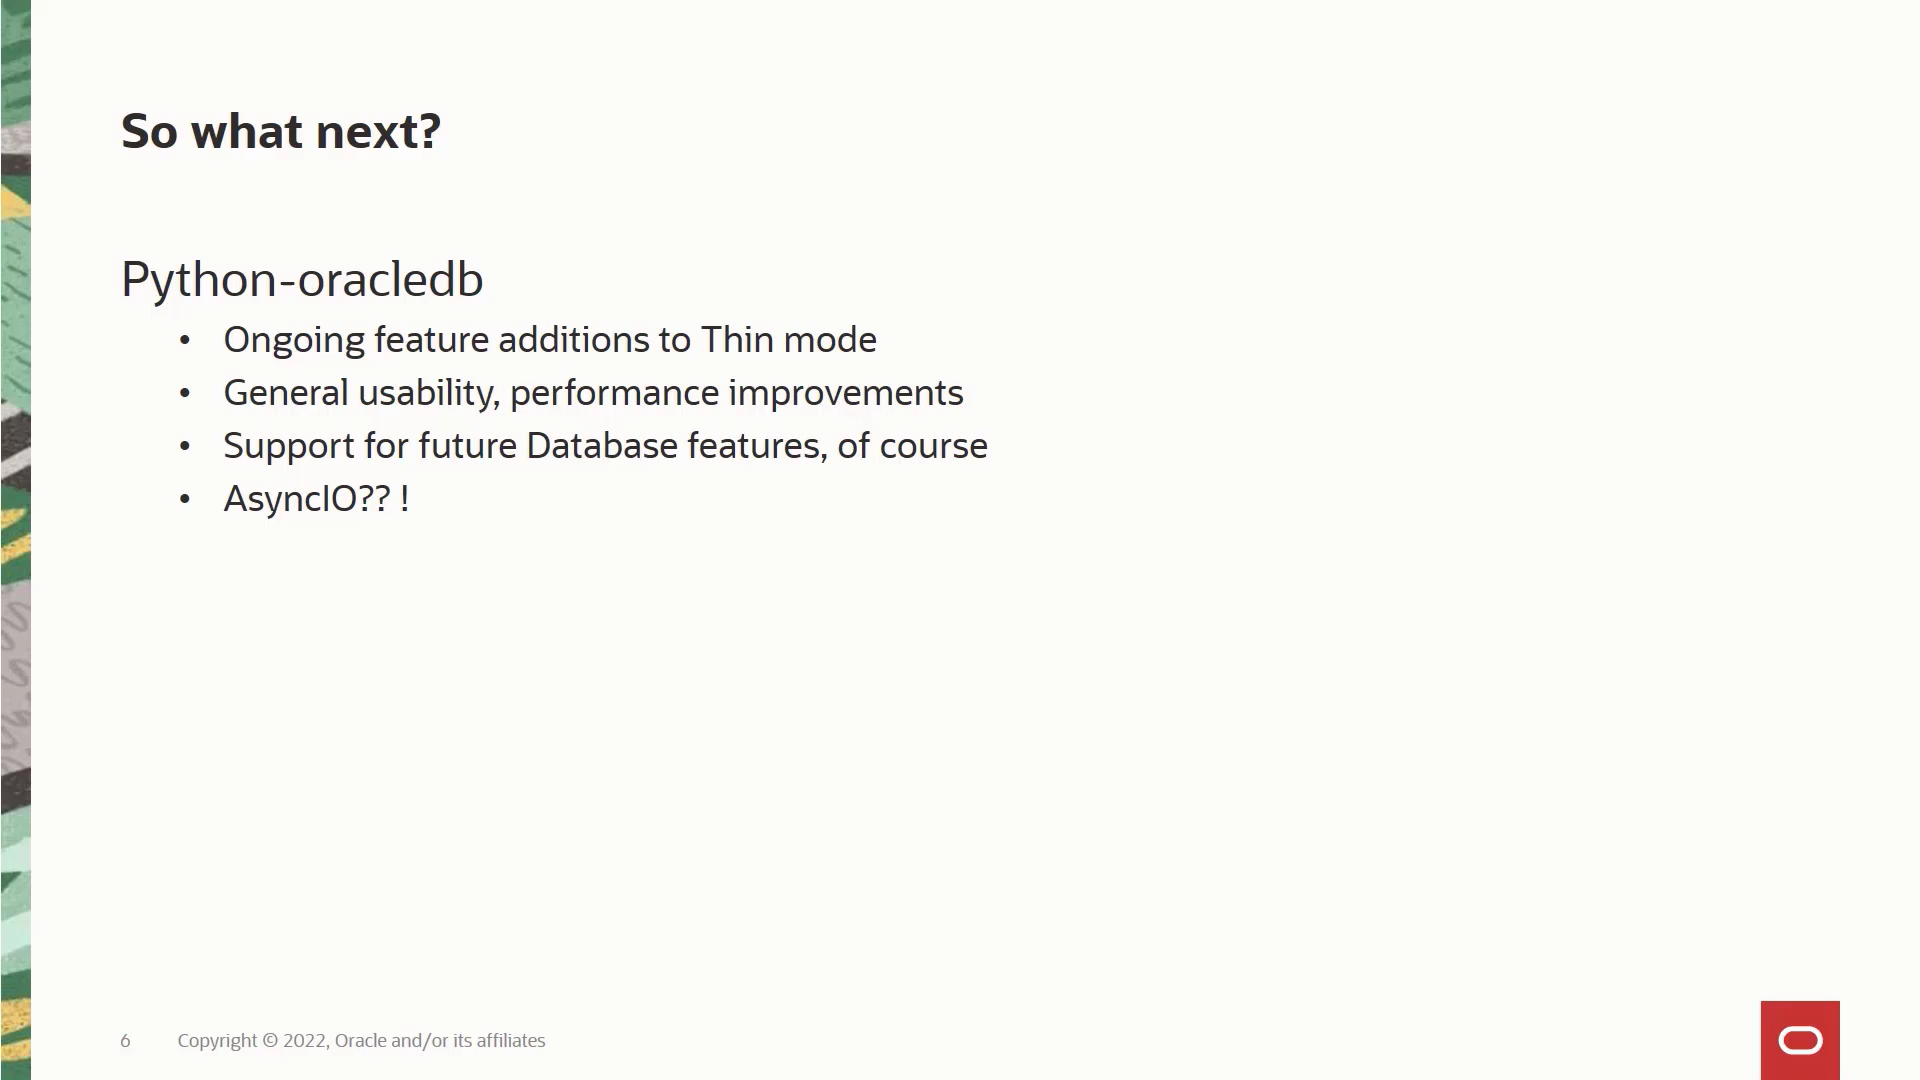 So what next?
Python-oracledb
• Ongoing feature additions to Thin mode
• General usability, performance improvements
• Support for future Database features, of course
• AsyncIO?? !
6 Copyright © 2022, Oracle and/or its affiliates